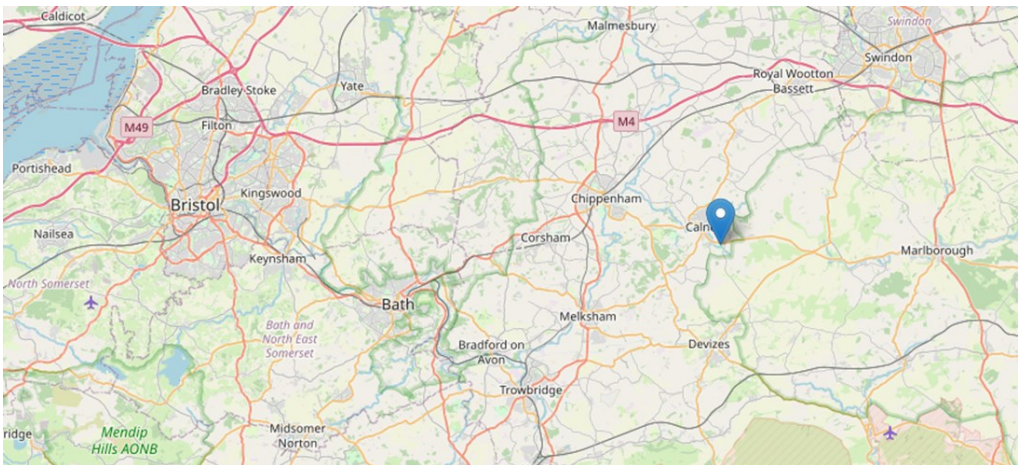 Caldicot
Malmesbury
Swindon
Swindon
Royal Wootton
Bassett
Bradley Stoke
Yate
M49
Filton
M4
Portishead
Kingswood
Bristol
Chippenham
Nailsea
Corsham
Marlborough
Keynsham
North Somerset
Bath
Melksham
Bath and
North East
Somerset
Bradford on
Avon
Devizes
Trowbridge
Mendip
Hills AONB
Midsomer
Norton